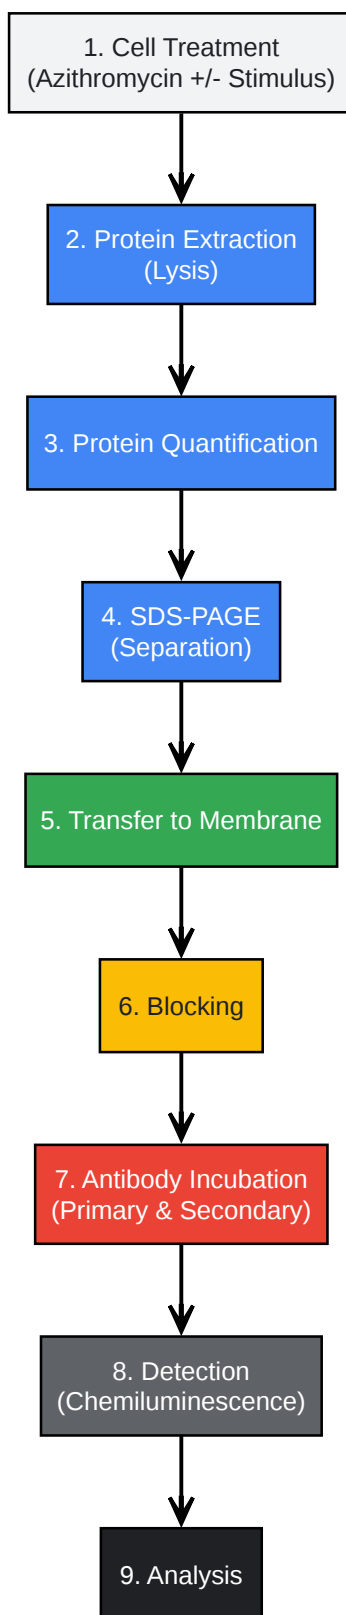 1. Cell Treatment
(Azithromycin +/- Stimulus)
2. Protein Extraction
(Lysis)
3. Protein Quantification
4. SDS-PAGE
(Separation)
5. Transfer to Membrane
6. Blocking
7. Antibody Incubation
(Primary & Secondary)
8. Detection
(Chemiluminescence)
9. Analysis